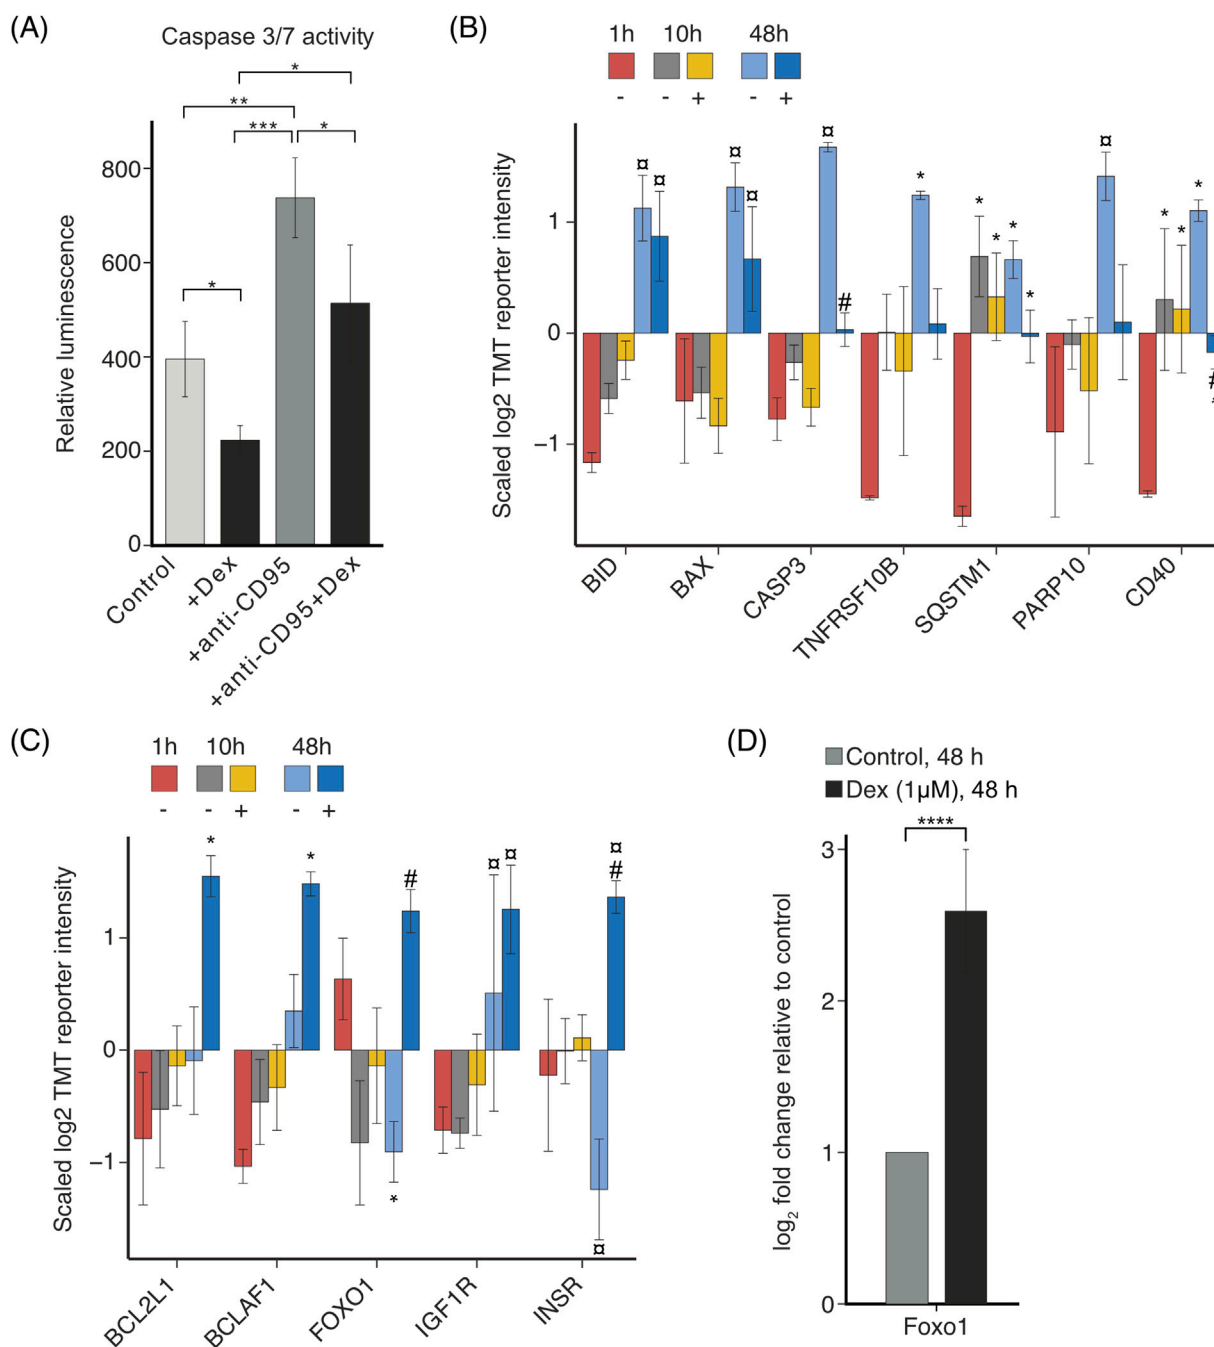 (A)
Caspase 3/7 activity
*
**
***
*
*
Relative luminescence
800
600
400
200
0
Control
+Dex
+anti-CD95
+anti-CD95+Dex
(B)
1h 10h 48h
- - + - +
Scaled log2 TMT reporter intensity
1
0
−1
¤ ¤ ¤ ¤ ¤ # * * * * * ¤ * * * #
BID
BAX
CASP3
TNFRSF10B
SQSTM1
PARP10
CD40
(C)
1h 10h 48h
- - + - +
Scaled log2 TMT reporter intensity
1
0
−1
* * # * ¤ ¤ ¤ # ¤
BCL2L1
BCLAF1
FOXO1
IGF1R
INSR
(D)
Control, 48 h
Dex (1µM), 48 h
****
log₂ fold change relative to control
3
2
1
0
Foxo1